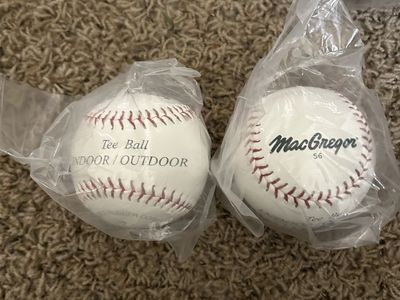 Tee Ball
INDOOR / OUTDOOR
MacGregor
56